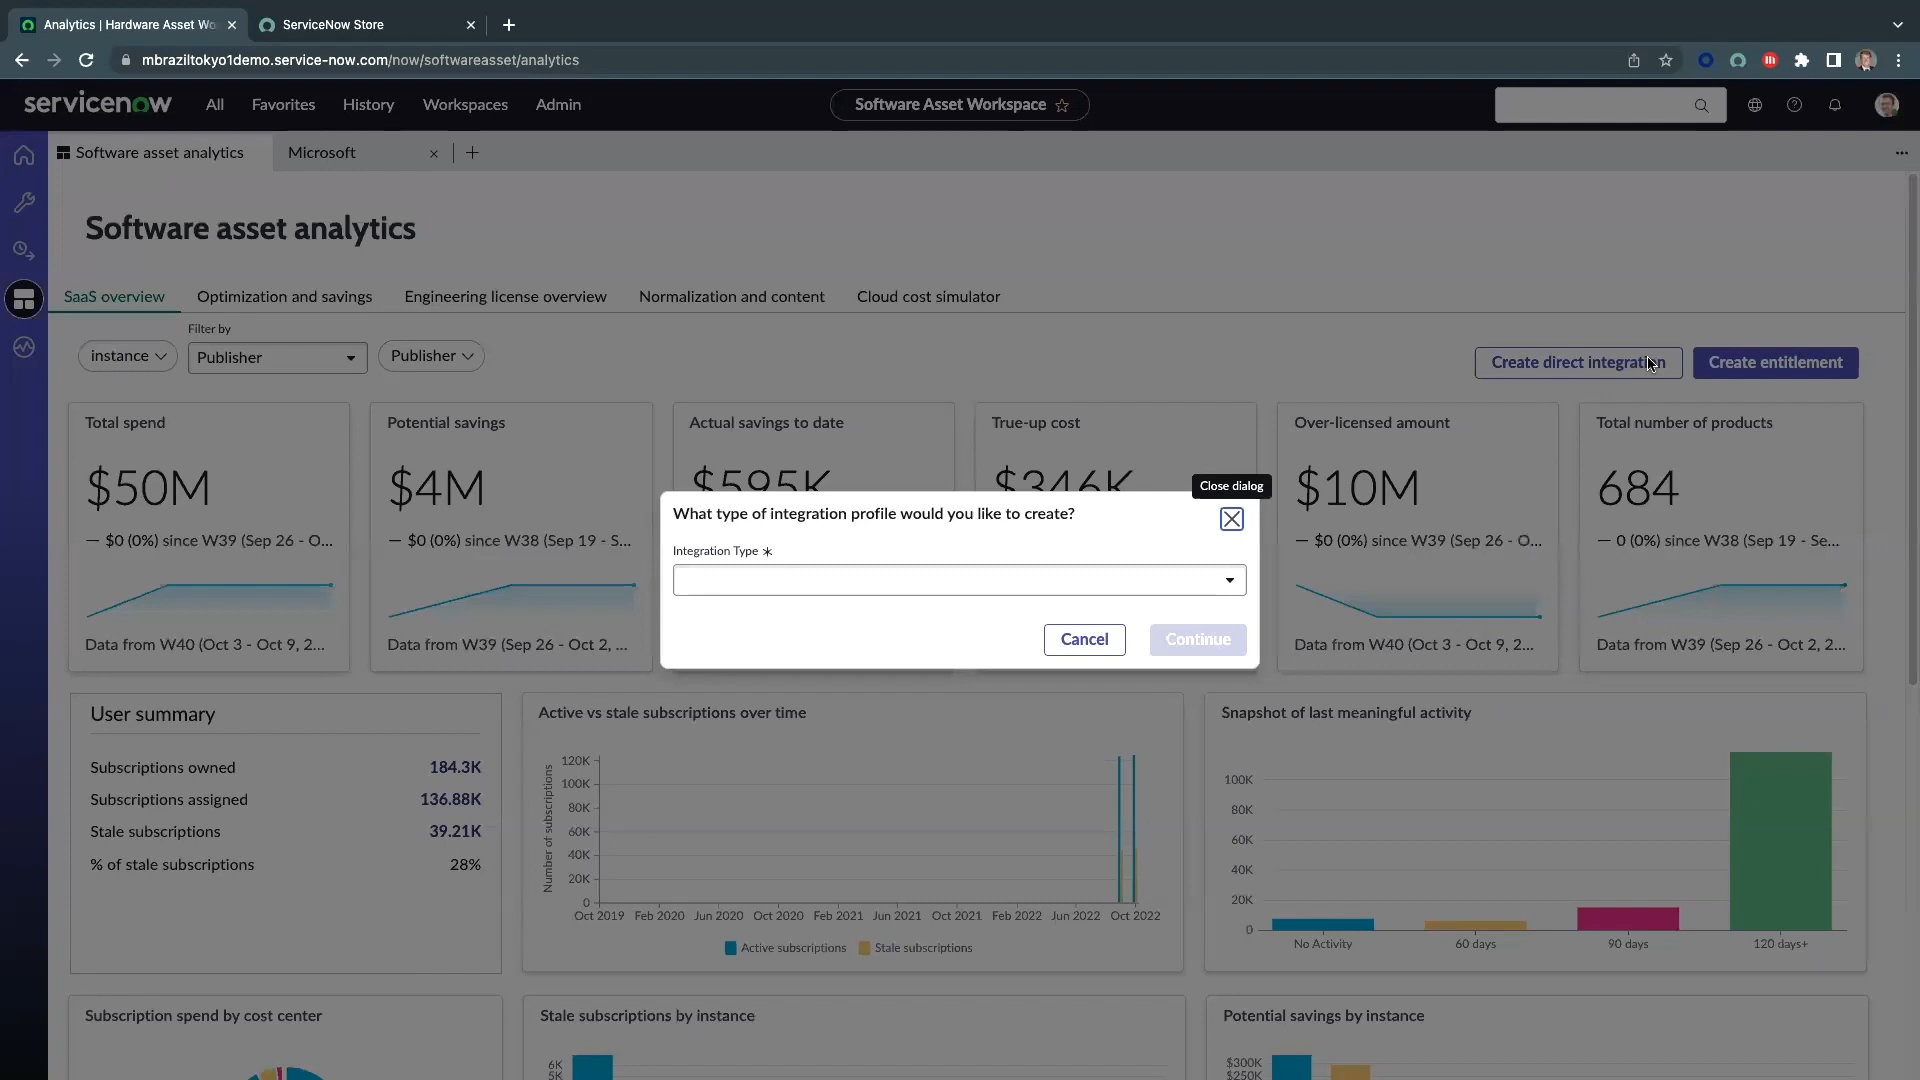 Analytics | Hardware Asset Wo
ServiceNow Store
mbraziltokyo1demo.service-now.com/now/softwareasset/analytics
servicenow
All
Favorites
History
Workspaces
Admin
Software Asset Workspace
Software asset analytics
Microsoft
Software asset analytics
SaaS overview
Optimization and savings
Engineering license overview
Normalization and content
Cloud cost simulator
instance
Filter by
Publisher
Publisher
Create direct integration
Create entitlement
Total spend
$50M
— $0 (0%) since W39 (Sep 26 - O...
Data from W40 (Oct 3 - Oct 9, 2...
Potential savings
$4M
— $0 (0%) since W38 (Sep 19 - S...
Data from W39 (Sep 26 - Oct 2, ...
Actual savings to date
$595K
True-up cost
$346K
Over-licensed amount
$10M
— $0 (0%) since W39 (Sep 26 - O...
Data from W40 (Oct 3 - Oct 9, 2...
Total number of products
684
— 0 (0%) since W38 (Sep 19 - Se...
Data from W39 (Sep 26 - Oct 2, 2...
Close dialog
What type of integration profile would you like to create?
Integration Type *
Cancel
Continue
User summary
Subscriptions owned 184.3K
Subscriptions assigned 136.88K
Stale subscriptions 39.21K
% of stale subscriptions 28%
Active vs stale subscriptions over time
Number of subscriptions
120K
100K
80K
60K
40K
20K
0
Oct 2019 Feb 2020 Jun 2020 Oct 2020 Feb 2021 Jun 2021 Oct 2021 Feb 2022 Jun 2022 Oct 2022
Active subscriptions Stale subscriptions
Snapshot of last meaningful activity
100K
80K
60K
40K
20K
0
No Activity 60 days 90 days 120 days+
Subscription spend by cost center
Stale subscriptions by instance
6K
5K
Potential savings by instance
$300K
$250K